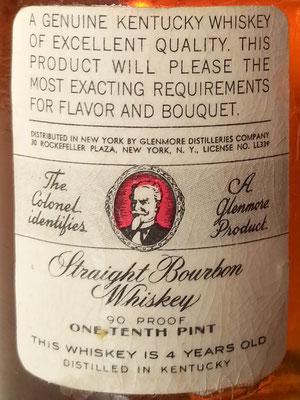 A GENUINE KENTUCKY WHISKEY
OF EXCELLENT QUALITY. THIS
PRODUCT WILL PLEASE THE
MOST EXACTING REQUIREMENTS
FOR FLAVOR AND BOUQUET.
DISTRIBUTED IN NEW YORK BY GLENMORE DISTILLERIES COMPANY
30 ROCKEFELLER PLAZA, NEW YORK, N. Y., LICENSE NO. LL339
The
Colonel
identifies
A
Glenmore
Product
Straight Bourbon
Whiskey
90 PROOF
ONE-TENTH PINT
THIS WHISKEY IS 4 YEARS OLD
DISTILLED IN KENTUCKY